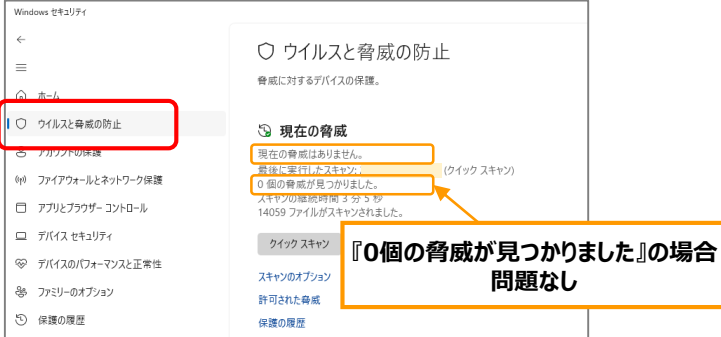 Windows セキュリティ
ホーム
ウイルスと脅威の防止
アカウントの保護
ファイアウォールとネットワーク保護
アプリとブラウザー コントロール
デバイス セキュリティ
デバイスのパフォーマンスと正常性
ファミリーのオプション
保護の履歴
ウイルスと脅威の防止
脅威に対するデバイスの保護。
現在の脅威
現在の脅威はありません。
最後に実行したスキャン: (クイック スキャン)
0 個の脅威が見つかりました。
スキャンの継続時間 3 分 5 秒
14059 ファイルがスキャンされました。
クイック スキャン
スキャンのオプション
許可された脅威
保護の履歴
『0個の脅威が見つかりました』の場合
問題なし